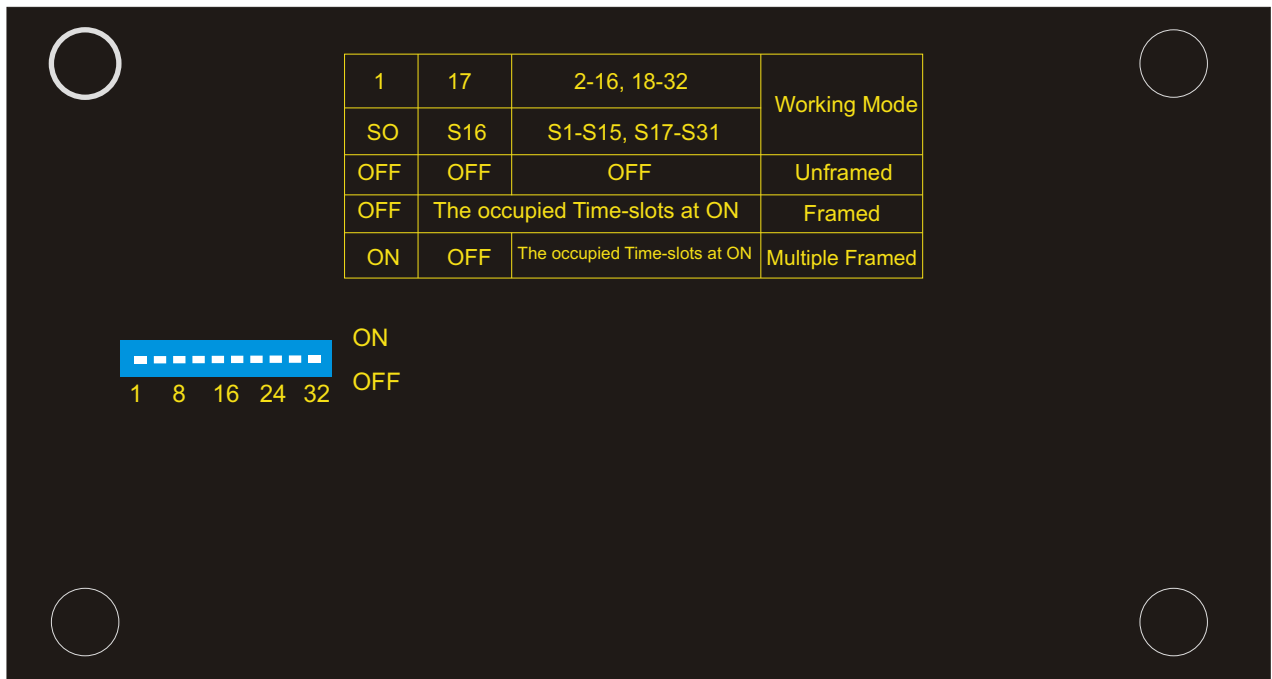 1 17 2-16, 18-32 Working Mode
SO S16 S1-S15, S17-S31
OFF OFF OFF Unframed
OFF The occupied Time-slots at ON Framed
ON OFF The occupied Time-slots at ON Multiple Framed
ON
OFF
1 8 16 24 32